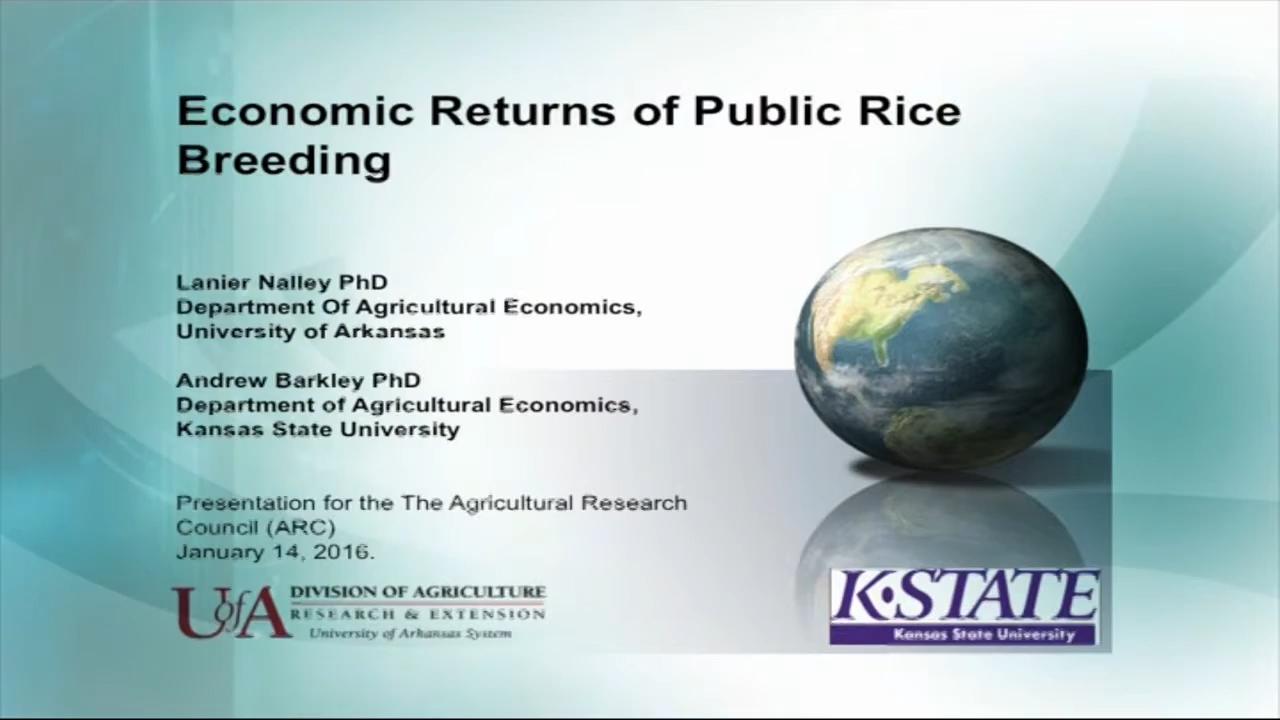 Economic Returns of Public Rice
Breeding
Lanier Nalley PhD
Department Of Agricultural Economics,
University of Arkansas
Andrew Barkley PhD
Department of Agricultural Economics,
Kansas State University
Presentation for the The Agricultural Research
Council (ARC)
January 14, 2016.
UofA DIVISION OF AGRICULTURE
RESEARCH & EXTENSION
University of Arkansas System
K·STATE
Kansas State University